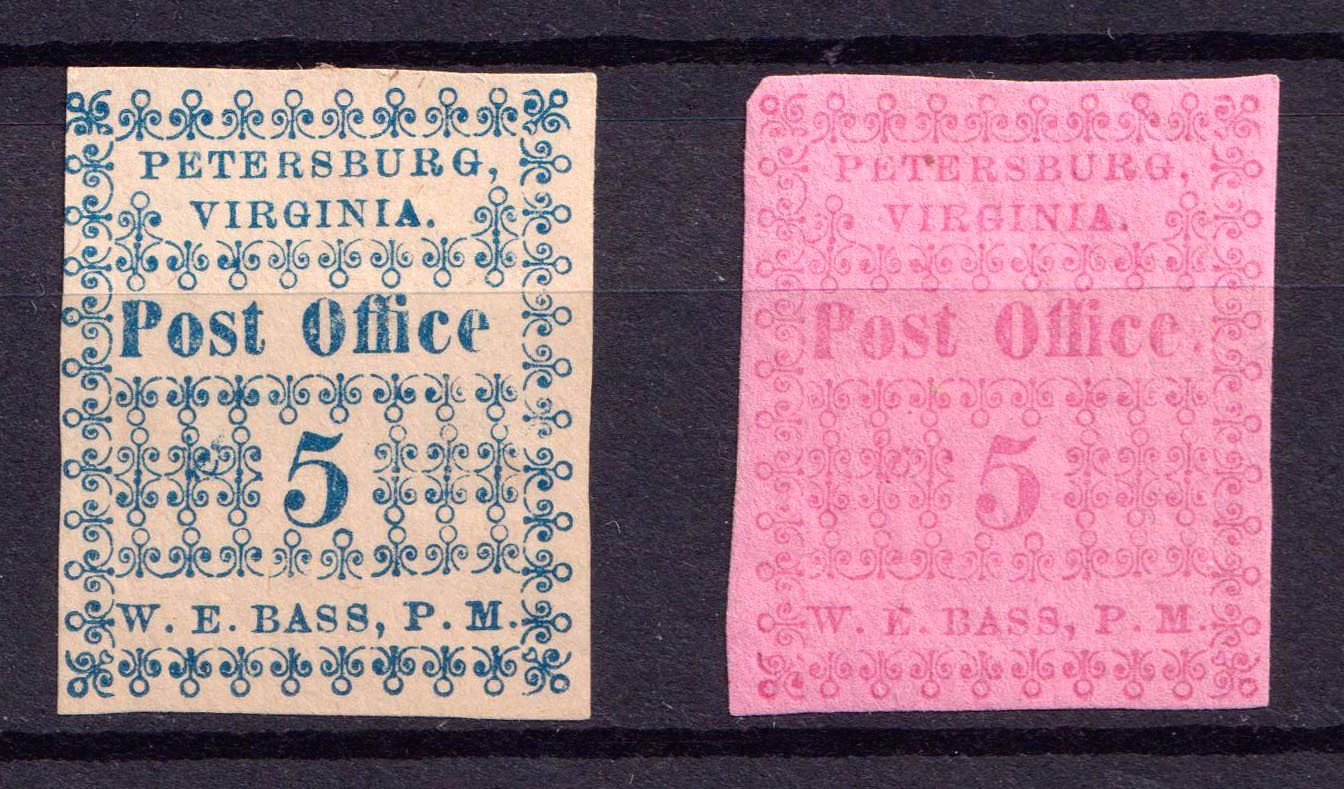 PETERSBURG,
VIRGINIA.
Post Office
5
W. E. BASS, P. M.
PETERSBURG,
VIRGINIA.
Post Office.
5
W. E. BASS, P. M.